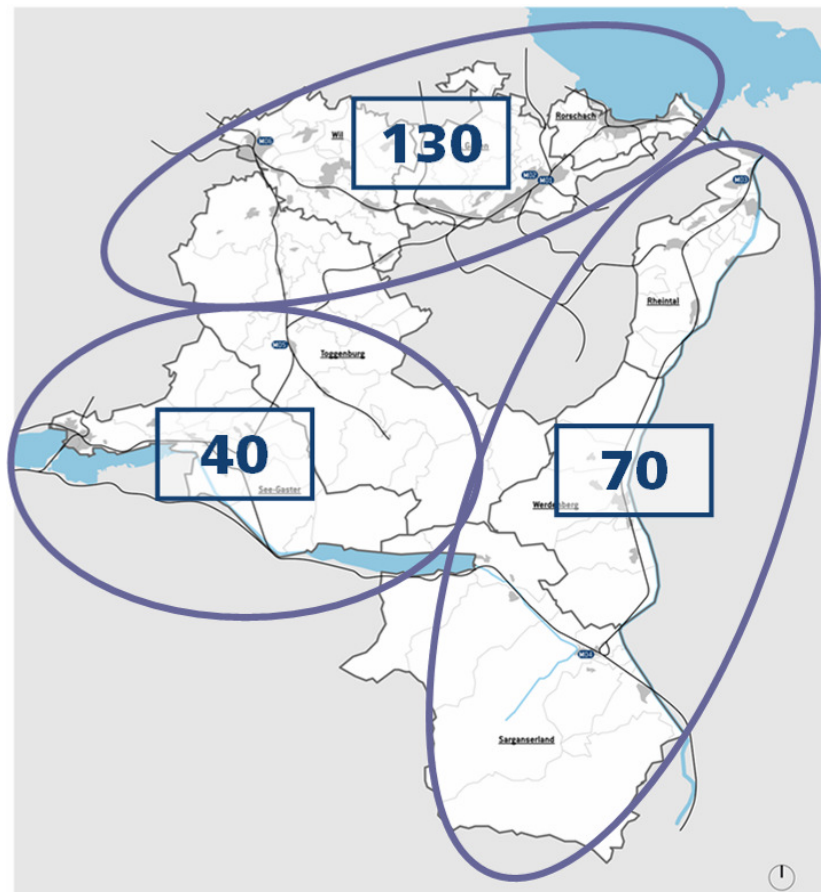 Rorschach
Wil
130
Rheintal
Toggenburg
40
See-Gaster
70
Werdenberg
Sarganserland